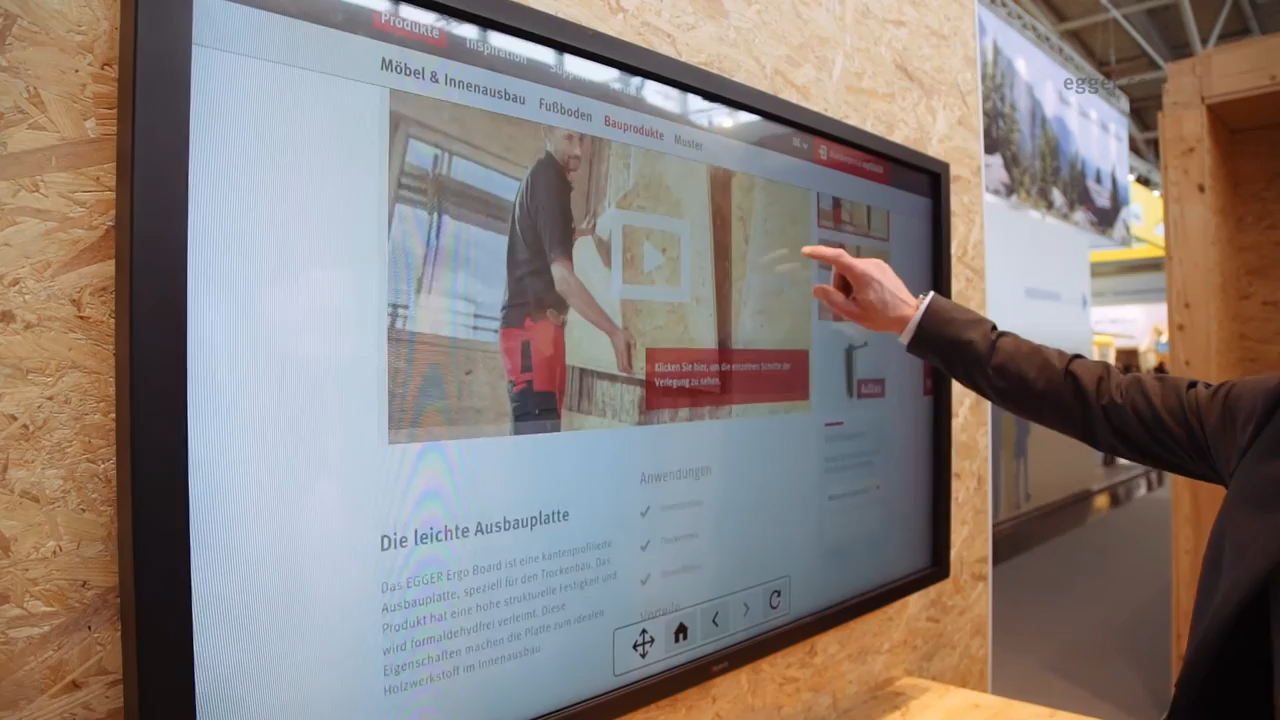 Produkte Inspiration
Möbel & Innenausbau Fußboden Bauprodukte Muster
Klicken Sie hier, um die einzelnen Schritte der
Verlegung zu sehen.
Aufbau
Anwendungen
Die leichte Ausbauplatte
Das EGGER Ergo Board ist eine kantenprofilierte
Ausbauplatte, speziell für den Trockenbau. Das
Produkt hat eine hohe strukturelle Festigkeit und
wird formaldehydfrei verleimt. Diese
Eigenschaften machen die Platte zum idealen
Holzwerkstoff im Innenausbau.
Vorteile
egger